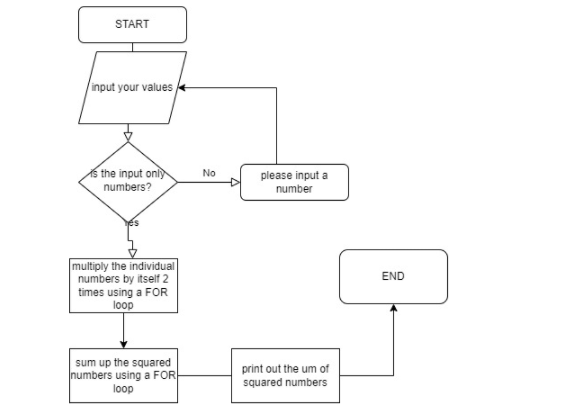 START
input your values
is the input only
numbers?
No
please input a
number
Yes
multiply the individual
numbers by itself 2
times using a FOR
loop
END
sum up the squared
numbers using a FOR
loop
print out the um of
squared numbers